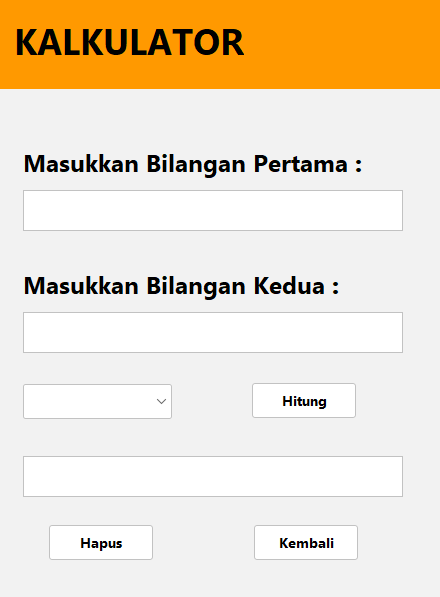 KALKULATOR
Masukkan Bilangan Pertama :
Masukkan Bilangan Kedua :
Hitung
Hapus
Kembali